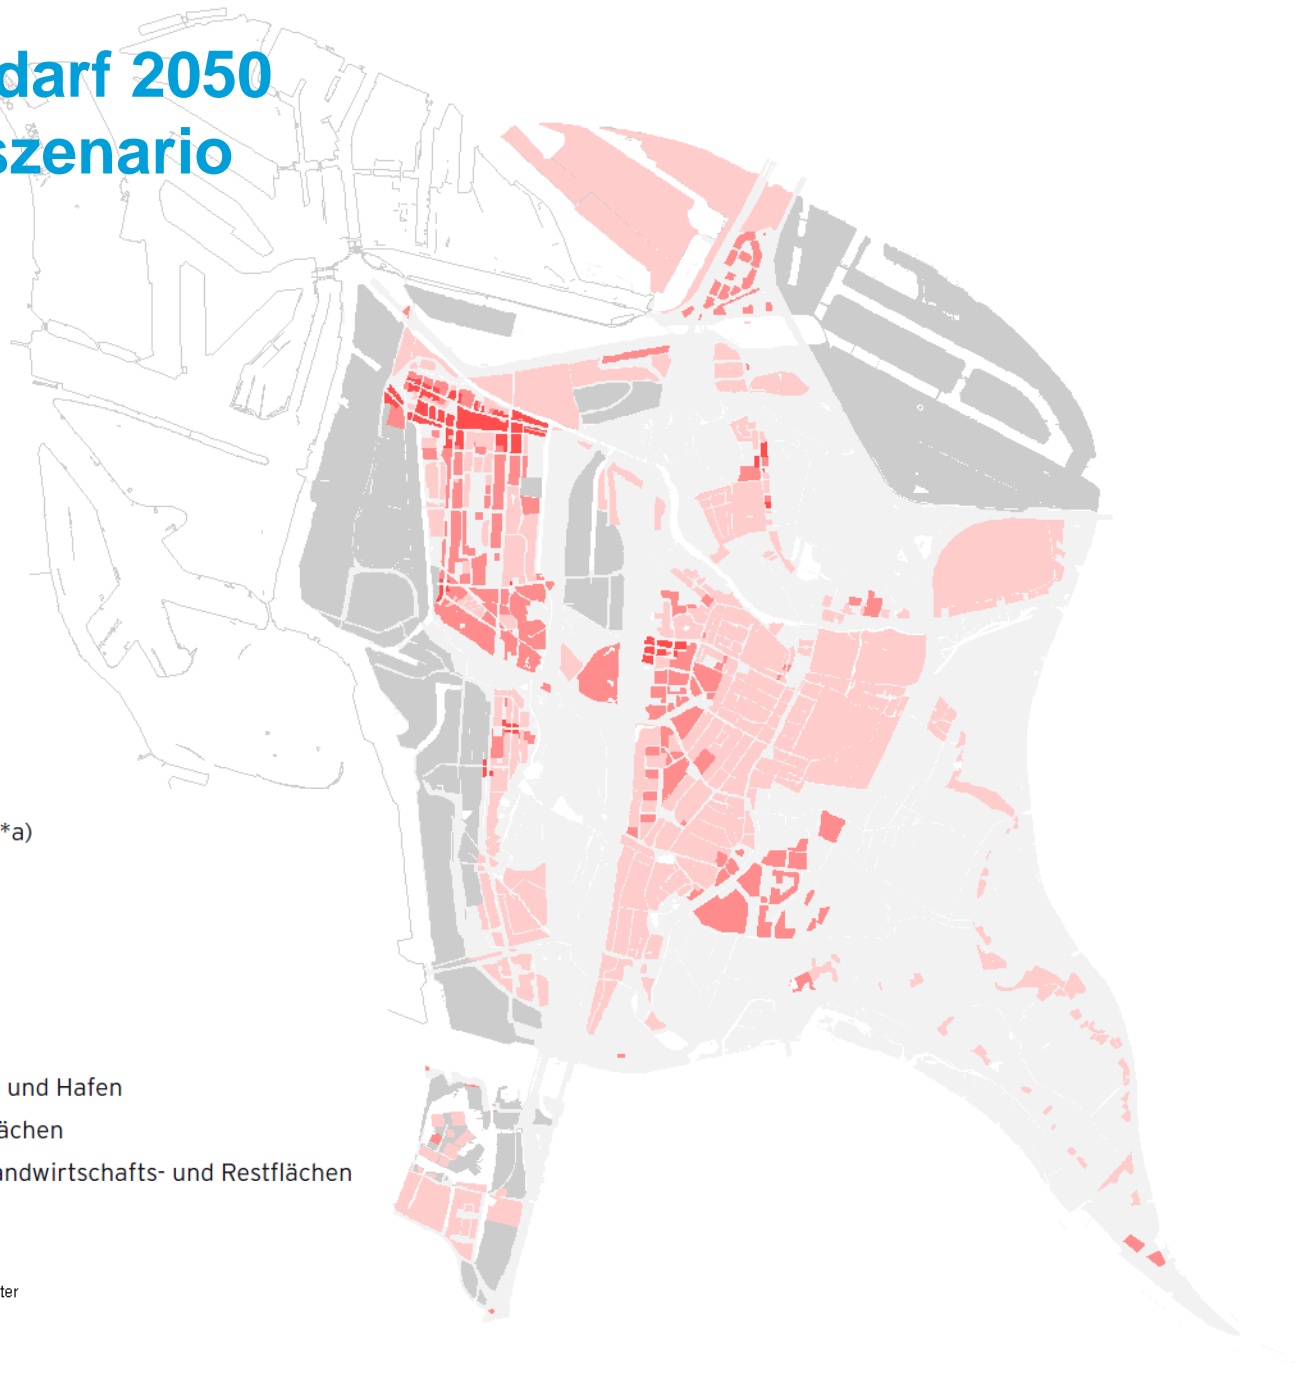 darf 2050
szenario
*a)
und Hafen
ächen
andwirtschafts- und Restflächen
ter